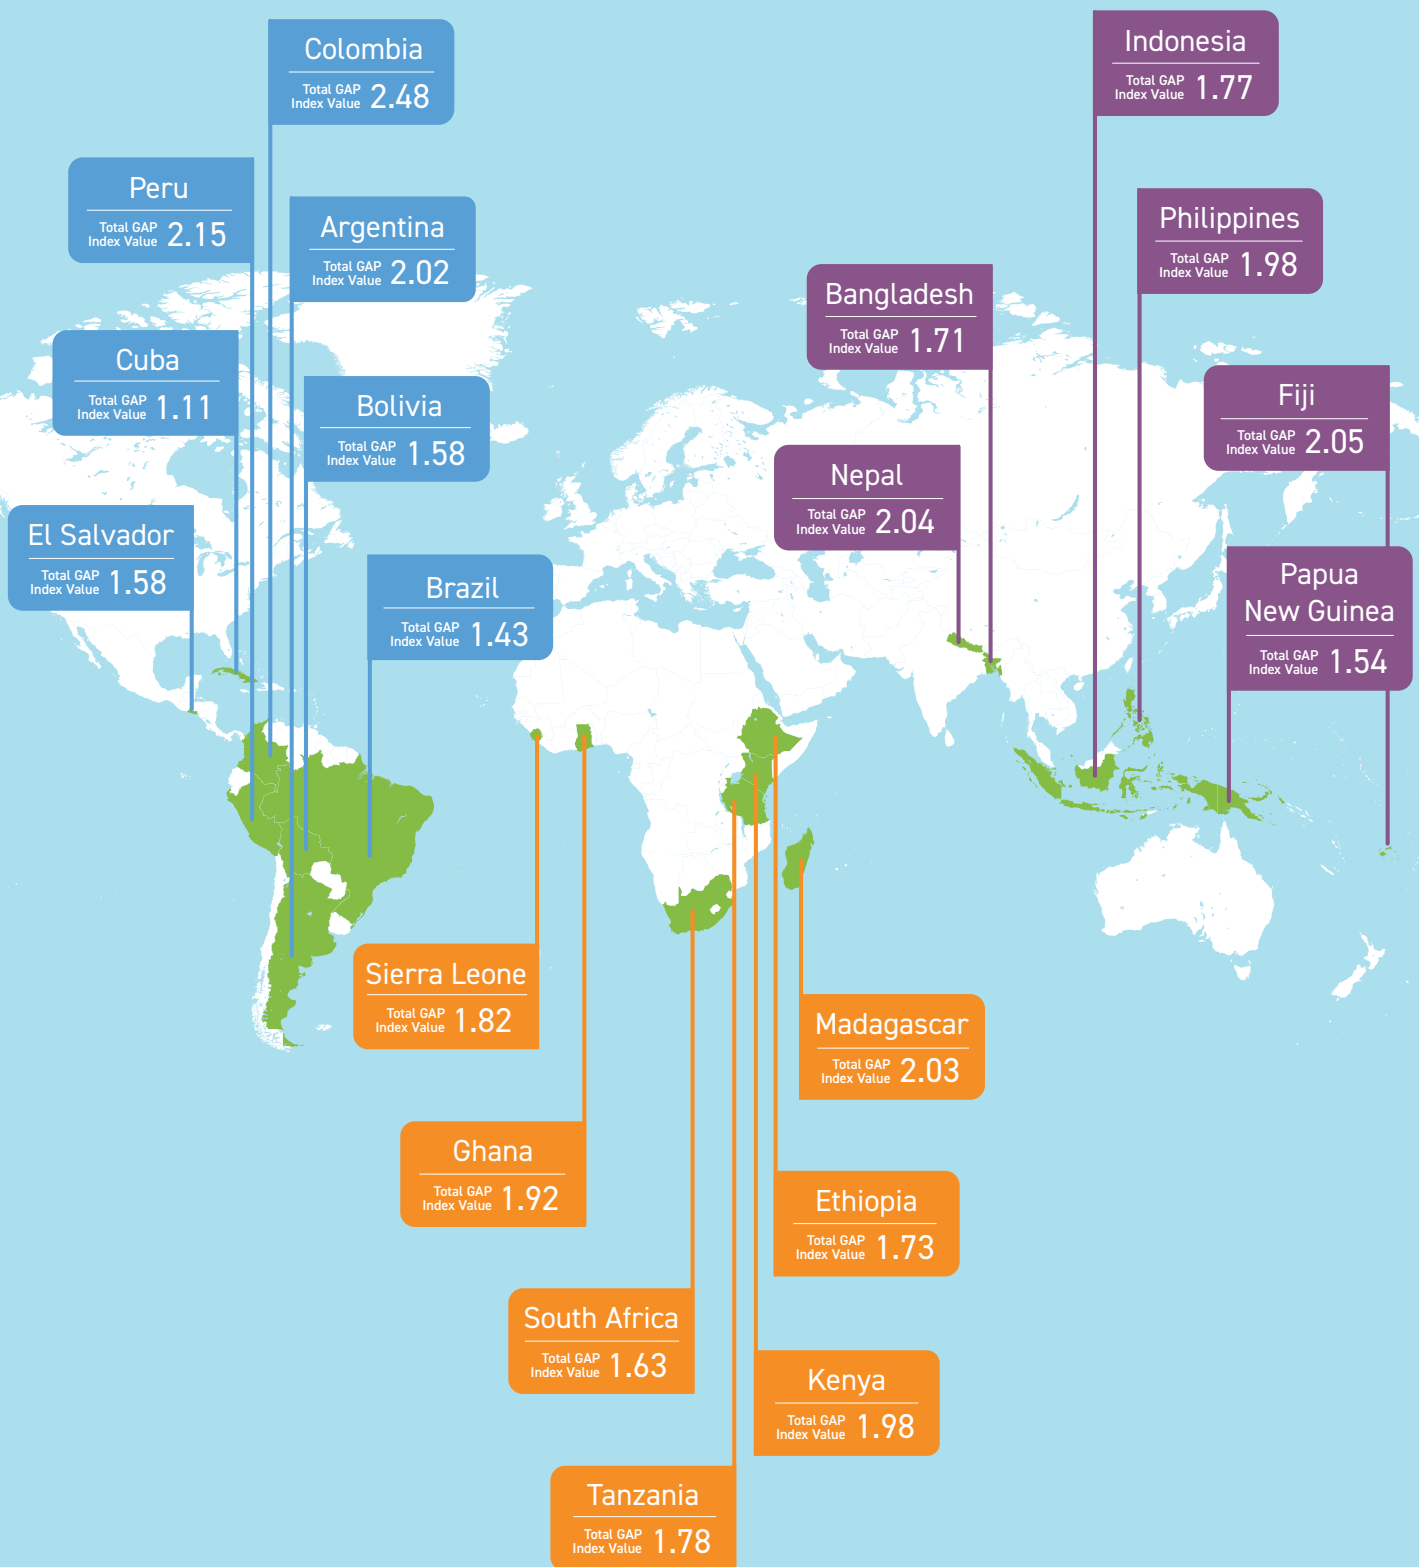 Colombia
Total GAP
Index Value 2.48
Peru
Total GAP
Index Value 2.15
Argentina
Total GAP
Index Value 2.02
Cuba
Total GAP
Index Value 1.11
Bolivia
Total GAP
Index Value 1.58
El Salvador
Total GAP
Index Value 1.58
Brazil
Total GAP
Index Value 1.43
Indonesia
Total GAP
Index Value 1.77
Philippines
Total GAP
Index Value 1.98
Bangladesh
Total GAP
Index Value 1.71
Fiji
Total GAP
Index Value 2.05
Nepal
Total GAP
Index Value 2.04
Papua
New Guinea
Total GAP
Index Value 1.54
Sierra Leone
Total GAP
Index Value 1.82
Madagascar
Total GAP
Index Value 2.03
Ghana
Total GAP
Index Value 1.92
Ethiopia
Total GAP
Index Value 1.73
South Africa
Total GAP
Index Value 1.63
Kenya
Total GAP
Index Value 1.98
Tanzania
Total GAP
Index Value 1.78